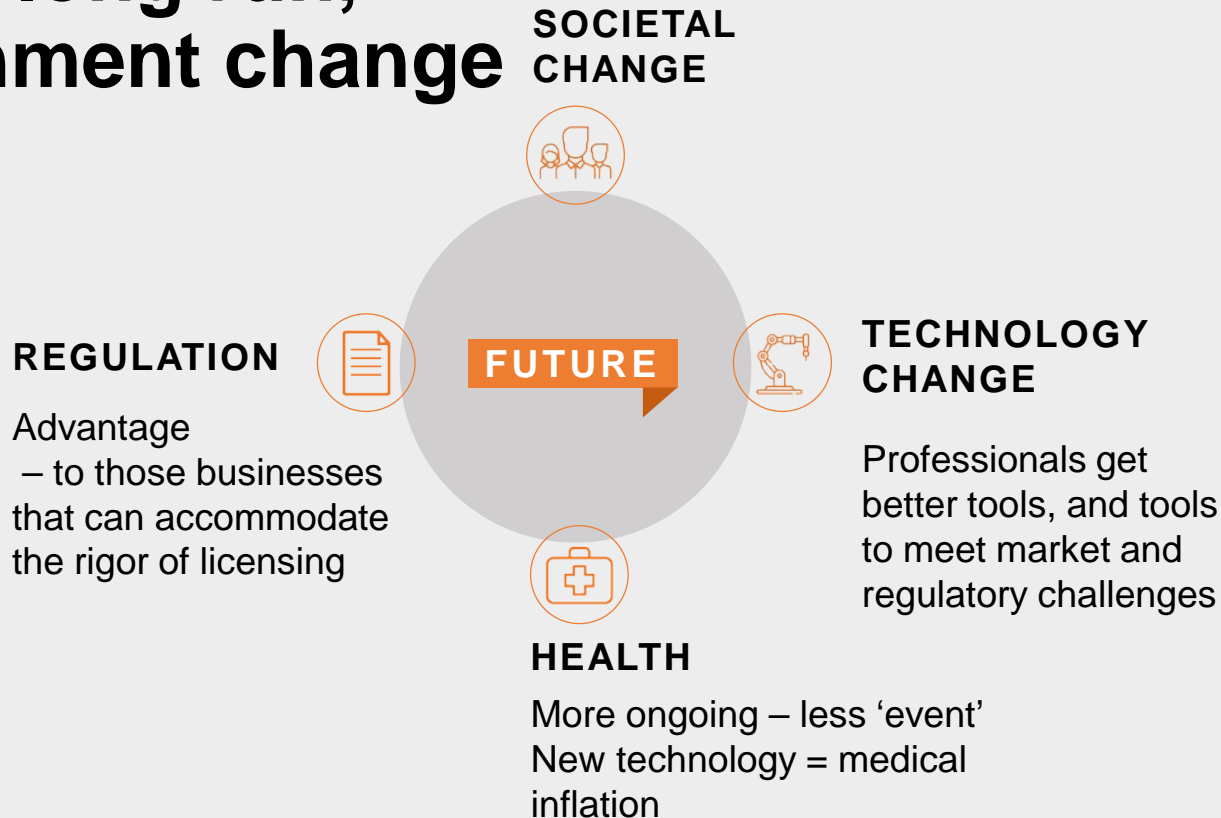 change
SOCIETAL
CHANGE
REGULATION
Advantage
– to those businesses
that can accommodate
the rigor of licensing
FUTURE
TECHNOLOGY
CHANGE
Professionals get
better tools, and tools
to meet market and
regulatory challenges
HEALTH
More ongoing – less ‘event’
New technology = medical
inflation